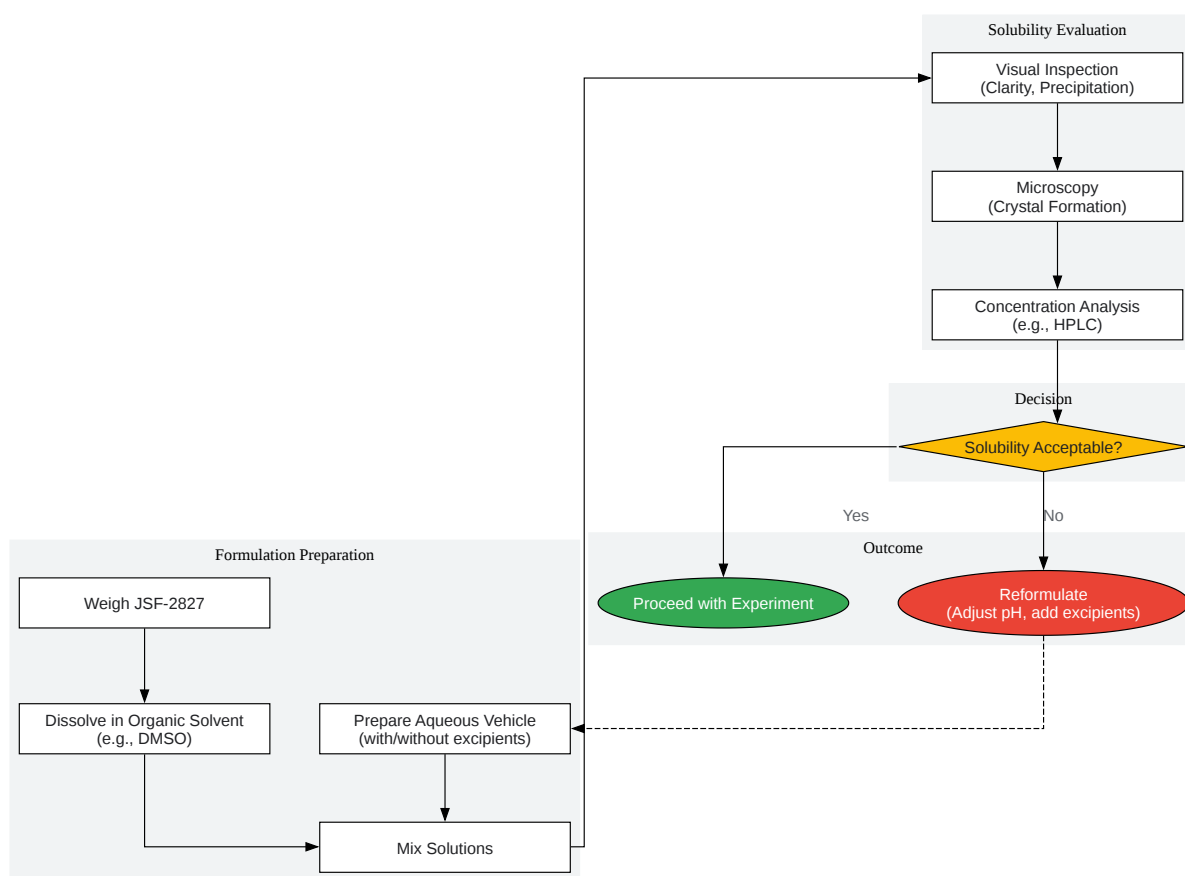 Solubility Evaluation
Visual Inspection
(Clarity, Precipitation)
Microscopy
(Crystal Formation)
Concentration Analysis
(e.g., HPLC)
Decision
Solubility Acceptable?
Yes
No
Outcome
Proceed with Experiment
Reformulate
(Adjust pH, add excipients)
Formulation Preparation
Weigh JSF-2827
Dissolve in Organic Solvent
(e.g., DMSO)
Prepare Aqueous Vehicle
(with/without excipients)
Mix Solutions